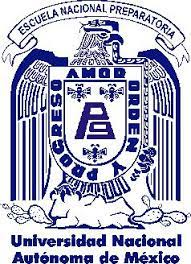 ESCUELA NACIONAL PREPARATORIA
AMOR
ORDEN
Y PROGRESO
Universidad Nacional
Autónoma de México